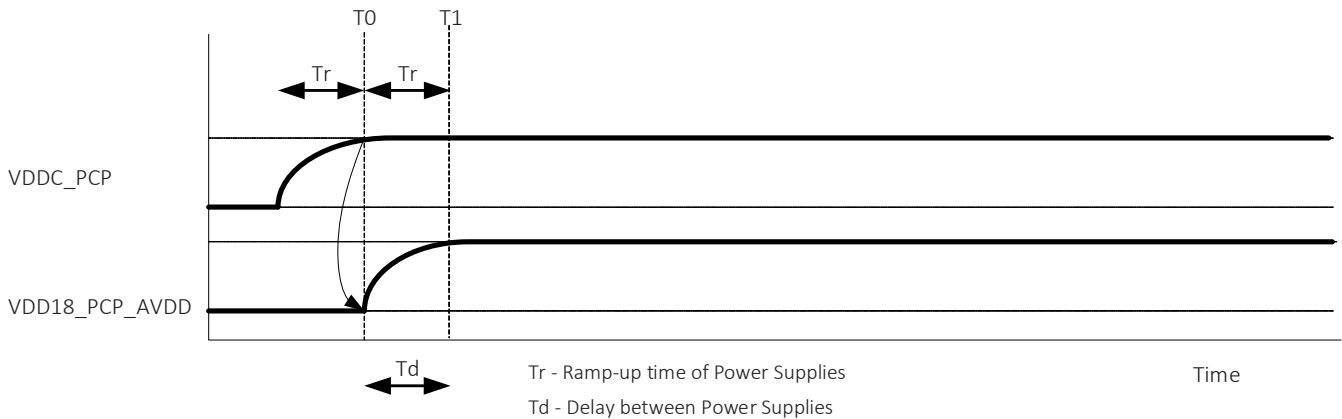 T0 T1
Tr Tr
VDDC_PCP
VDD18_PCP_AVDD
Td
Tr - Ramp-up time of Power Supplies
Time
Td - Delay between Power Supplies